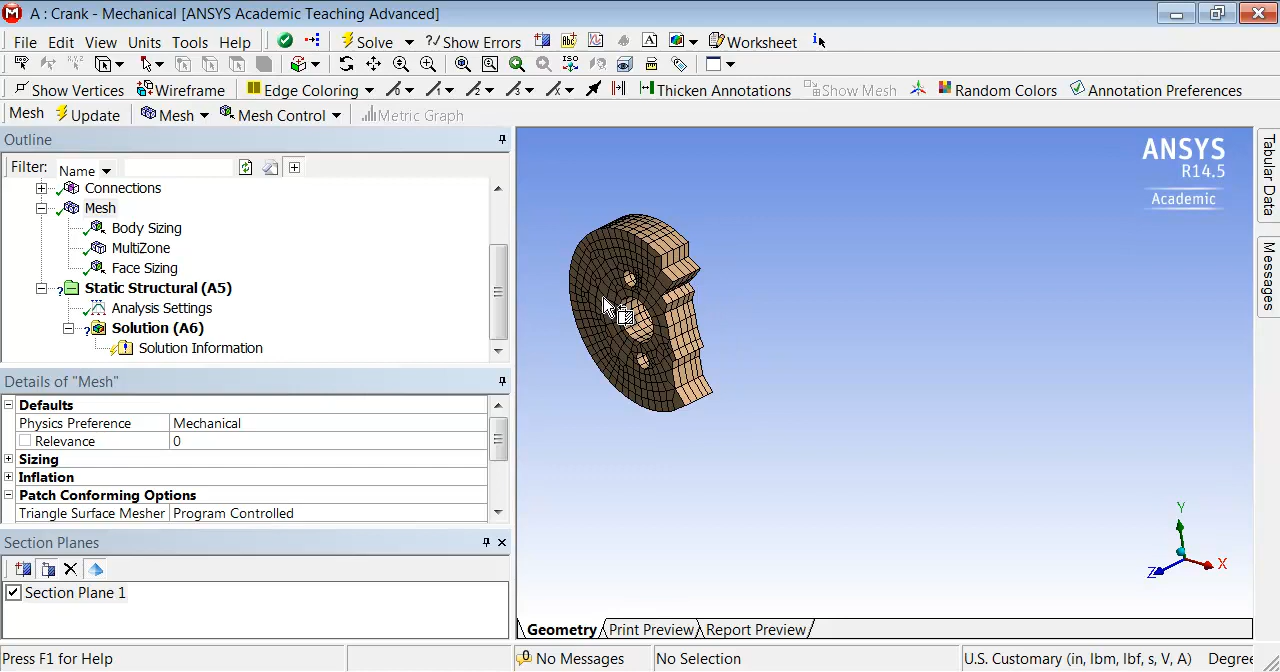 A : Crank - Mechanical [ANSYS Academic Teaching Advanced]
File Edit View Units Tools Help Solve Show Errors Worksheet
Show Vertices Wireframe Edge Coloring Thicken Annotations Show Mesh Random Colors Annotation Preferences
Mesh Update Mesh Mesh Control Metric Graph
Outline
Filter: Name
Connections
Mesh
Body Sizing
MultiZone
Face Sizing
Static Structural (A5)
Analysis Settings
Solution (A6)
Solution Information
Details of "Mesh"
Defaults
Physics Preference Mechanical
Relevance 0
Sizing
Inflation
Patch Conforming Options
Triangle Surface Mesher Program Controlled
Section Planes
Section Plane 1
ANSYS
R14.5
Academic
Tabular Data
Messages
Y
X
Z
Geometry Print Preview Report Preview
Press F1 for Help No Messages No Selection U.S. Customary (in, lbm, lbf, s, V, A) Degree